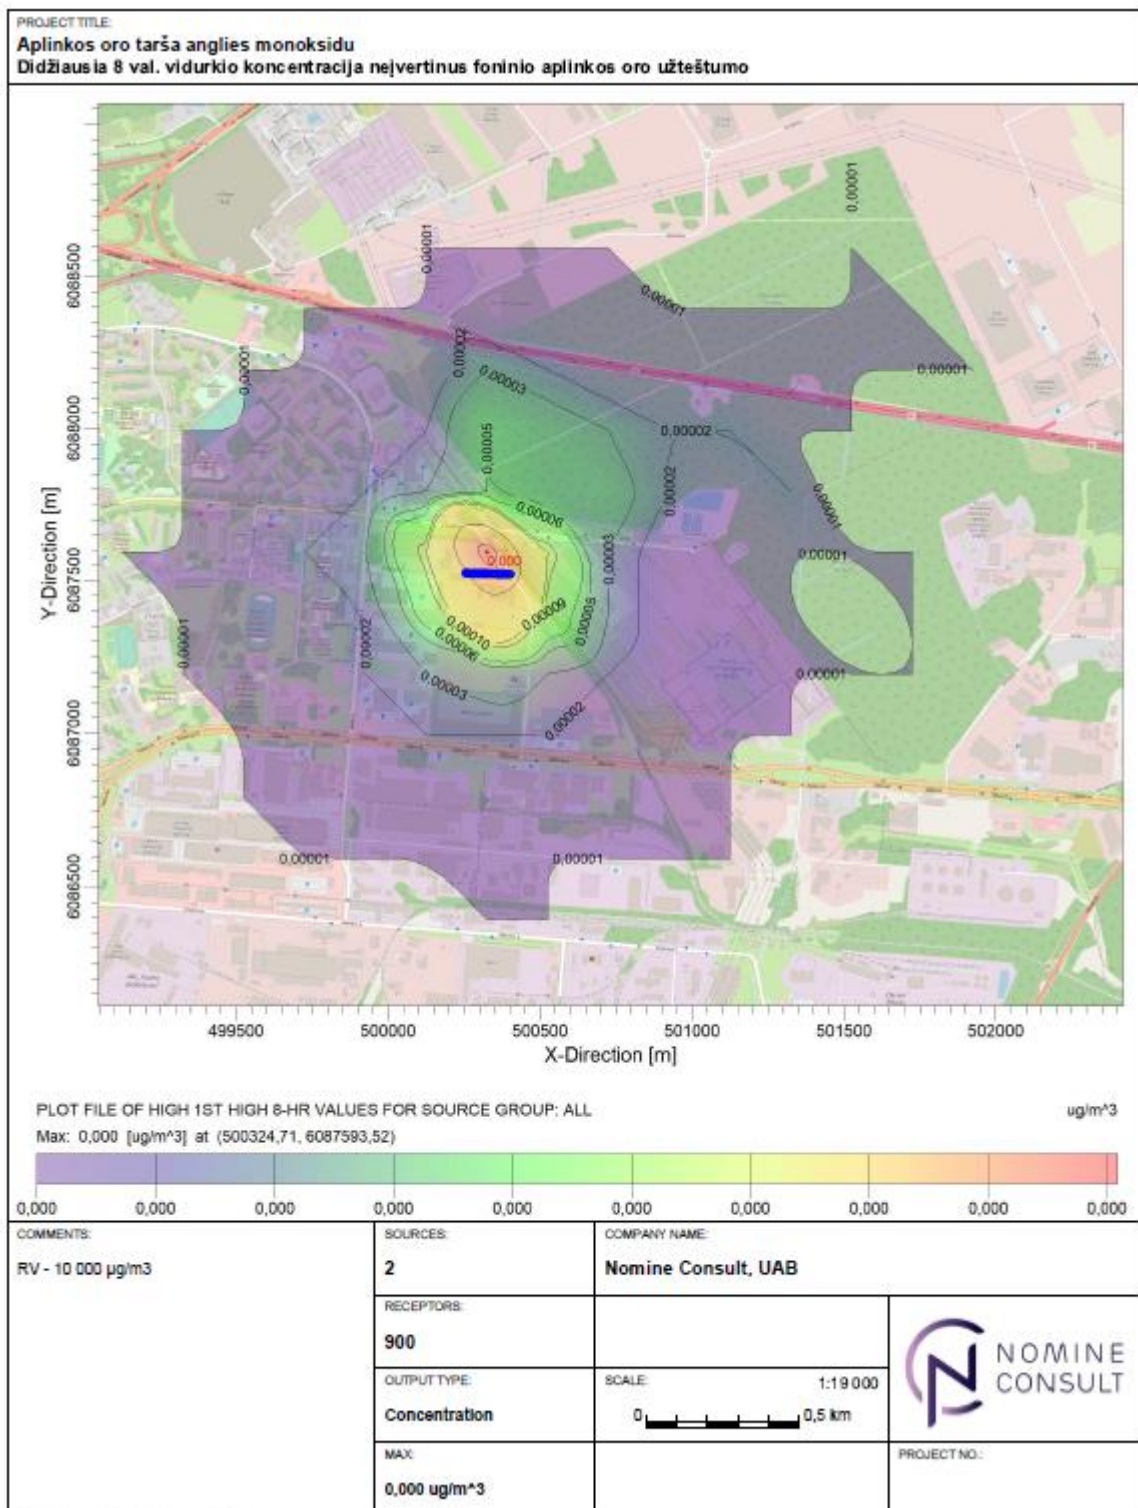 PROJECT TITLE:
Aplinkos oro tarša anglies monoksidu
Didžiausia 8 val. vidurkio koncentracija neįvertinus foninio aplinkos oro užterštumo
0,00001
0,00001
0,00001
0,00002
0,00001
0,00001
0,00003
0,00002
0,00005
0,00002
0,00001
0,00006
0,00003
0,00001
0,000
0,00009
0,00005
0,00010
0,00006
0,00001
0,00002
0,00001
0,00003
0,00002
0,00001
0,00001
6088500
6088000
6087500
6087000
6086500
Y-Direction [m]
499500 500000 500500 501000 501500 502000
X-Direction [m]
PLOT FILE OF HIGH 1ST HIGH 8-HR VALUES FOR SOURCE GROUP: ALL
ug/m^3
Max: 0,000 [ug/m^3] at (500324,71, 6087593,52)
0,000 0,000 0,000 0,000 0,000 0,000 0,000 0,000 0,000 0,000
COMMENTS:
RV - 10 000 µg/m3
SOURCES:
2
COMPANY NAME:
Nomine Consult, UAB
RECEPTORS:
900
OUTPUT TYPE:
Concentration
SCALE:
1:19 000
0 0,5 km
NOMINE
CONSULT
MAX:
0,000 ug/m^3
PROJECT NO.: